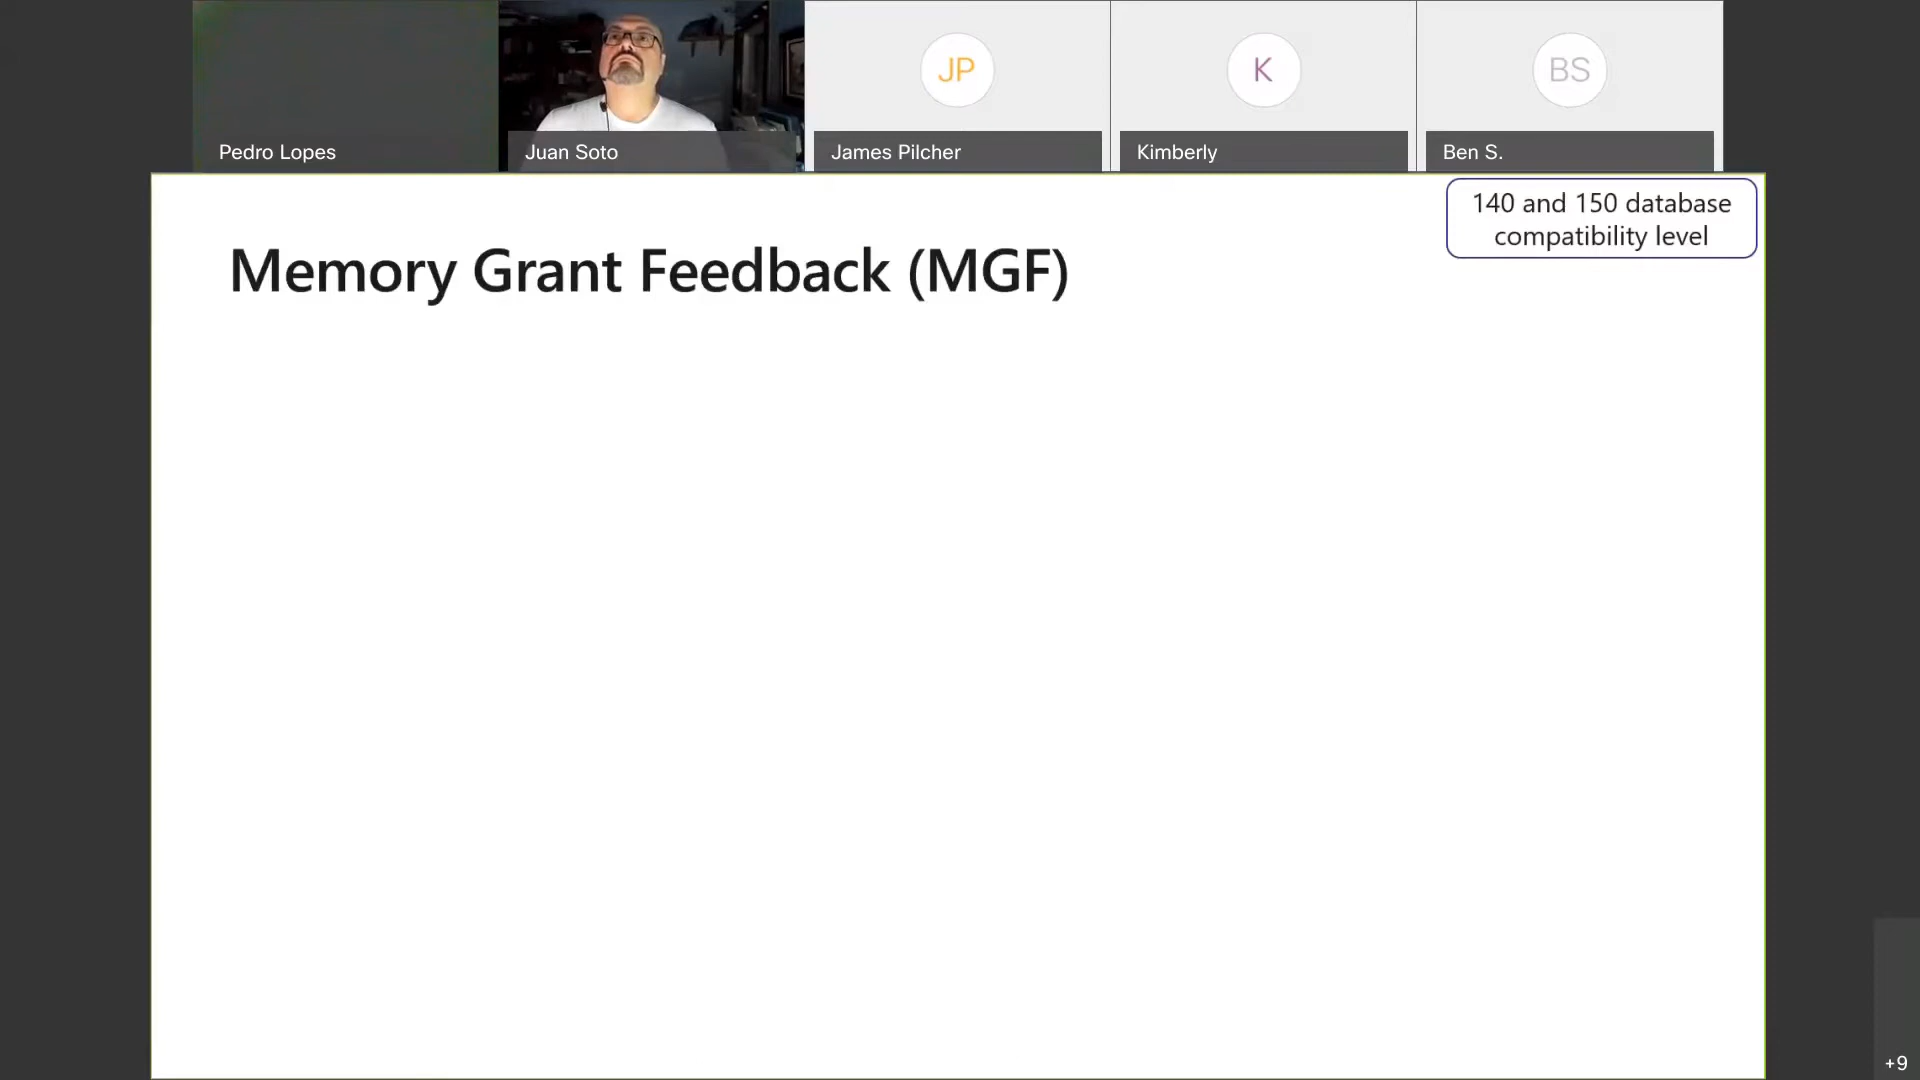 JP
K
BS
Pedro Lopes
Juan Soto
James Pilcher
Kimberly
Ben S.
140 and 150 database
compatibility level
Memory Grant Feedback (MGF)
+9